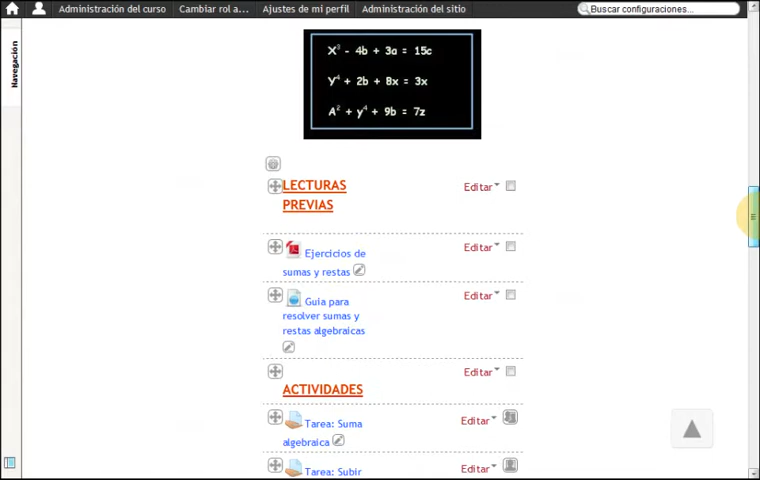 Administración del curso Cambiar rol a... Ajustes de mi perfil Administración del sitio Buscar configuraciones...
Navegación
X³ - 4b + 3a = 15c
Y⁴ + 2b + 8x = 3x
A² + y⁴ + 9b = 7z
LECTURAS Editar
PREVIAS
Ejercicios de Editar
sumas y restas
Guía para Editar
resolver sumas y
restas algebraicas
Editar
ACTIVIDADES
Tarea: Suma Editar
algebraica
Tarea: Subir Editar